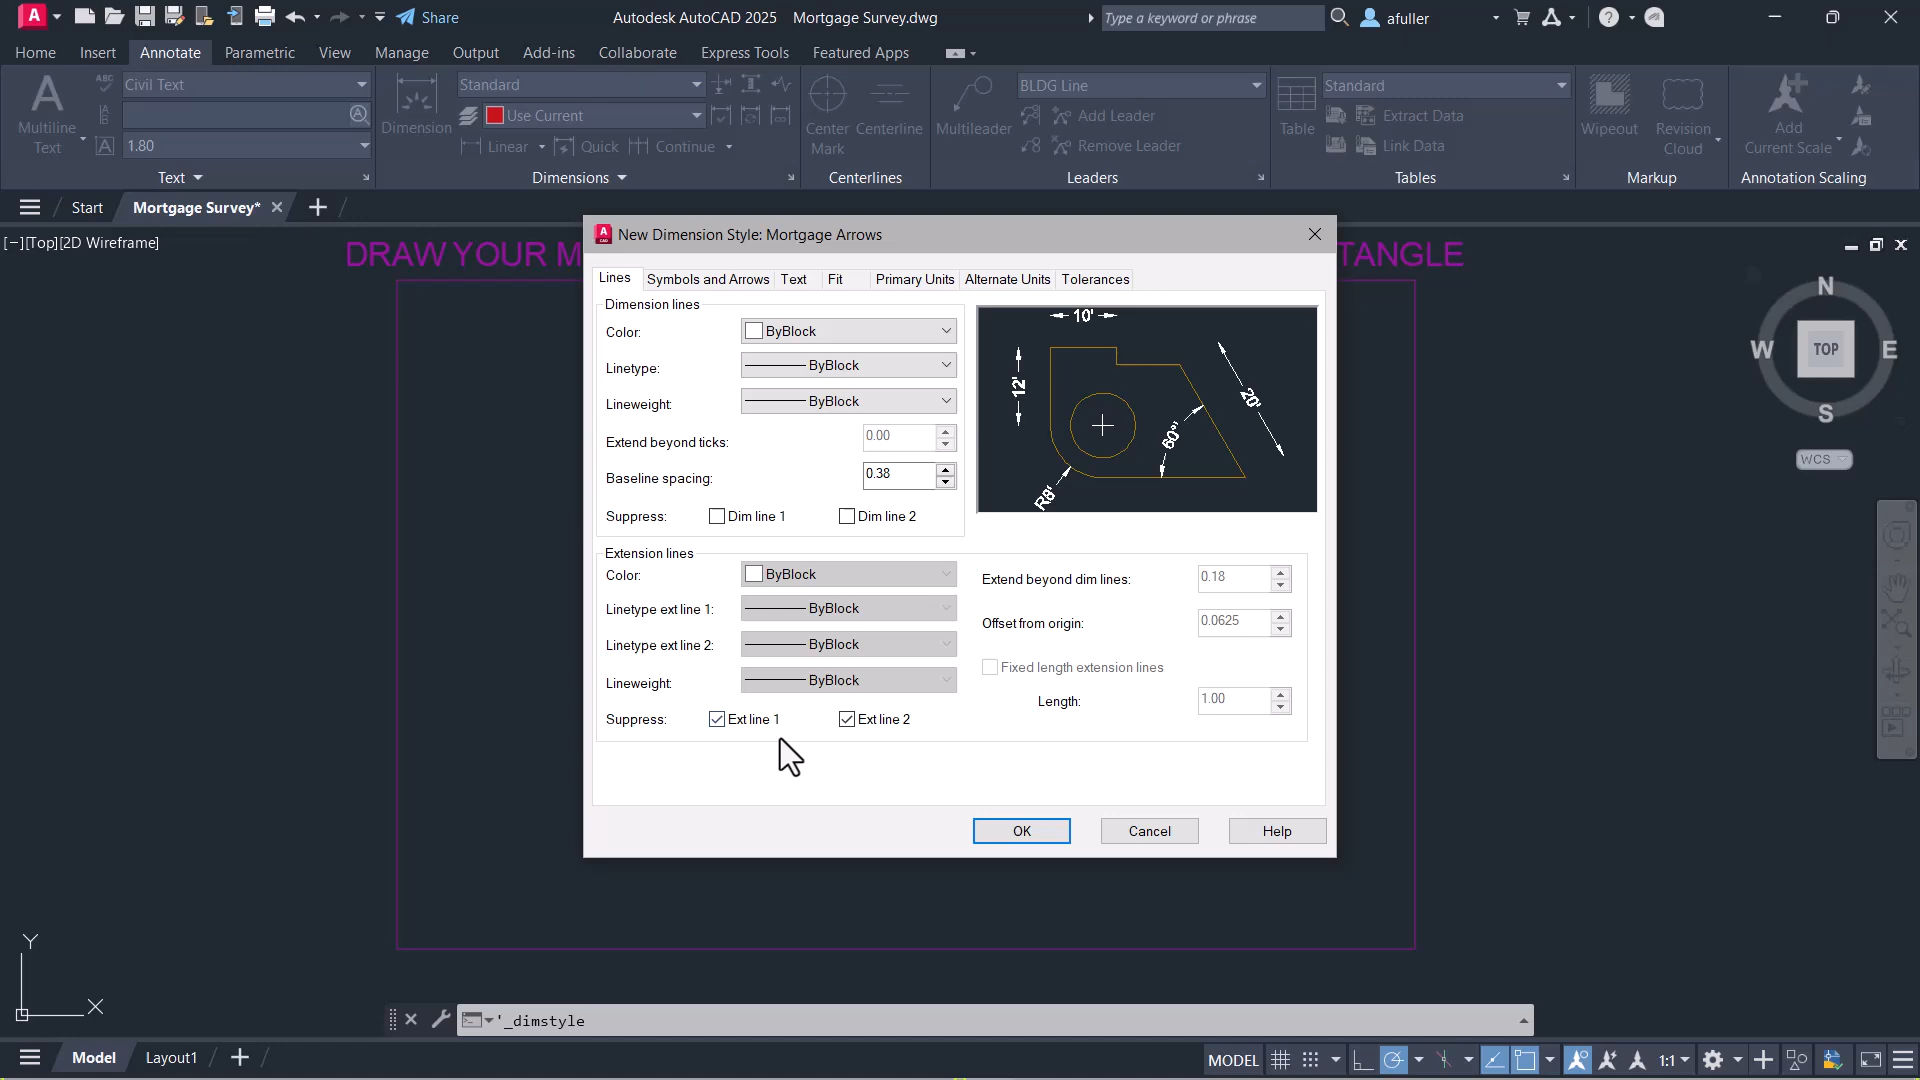 Share
Autodesk AutoCAD 2025 Mortgage Survey.dwg
Type a keyword or phrase
afuller
Home Insert Annotate Parametric View Manage Output Add-ins Collaborate Express Tools Featured Apps
Civil Text
Standard
BLDG Line
Standard
Multiline
Text
Dimension
Use Current
Center
Mark
Centerline
Multileader
Add Leader
Table
Extract Data
Wipeout
Revision
Cloud
Add
Current Scale
1.80
Linear
Quick
Continue
Remove Leader
Link Data
Text
Dimensions
Centerlines
Leaders
Tables
Markup
Annotation Scaling
Start
Mortgage Survey*
[−][Top][2D Wireframe]
DRAW YOUR M
TANGLE
New Dimension Style: Mortgage Arrows
Lines Symbols and Arrows Text Fit Primary Units Alternate Units Tolerances
Dimension lines
Color: ByBlock
Linetype: ByBlock
Lineweight: ByBlock
Extend beyond ticks: 0.00
Baseline spacing: 0.38
Suppress: Dim line 1 Dim line 2
10'
12'
20'
60°
R8'
Extension lines
Color: ByBlock
Linetype ext line 1: ByBlock
Linetype ext line 2: ByBlock
Lineweight: ByBlock
Suppress: Ext line 1 Ext line 2
Extend beyond dim lines: 0.18
Offset from origin: 0.0625
Fixed length extension lines
Length: 1.00
OK Cancel Help
N
W TOP E
S
WCS
Y
X
'_dimstyle
Model Layout1
MODEL
1:1